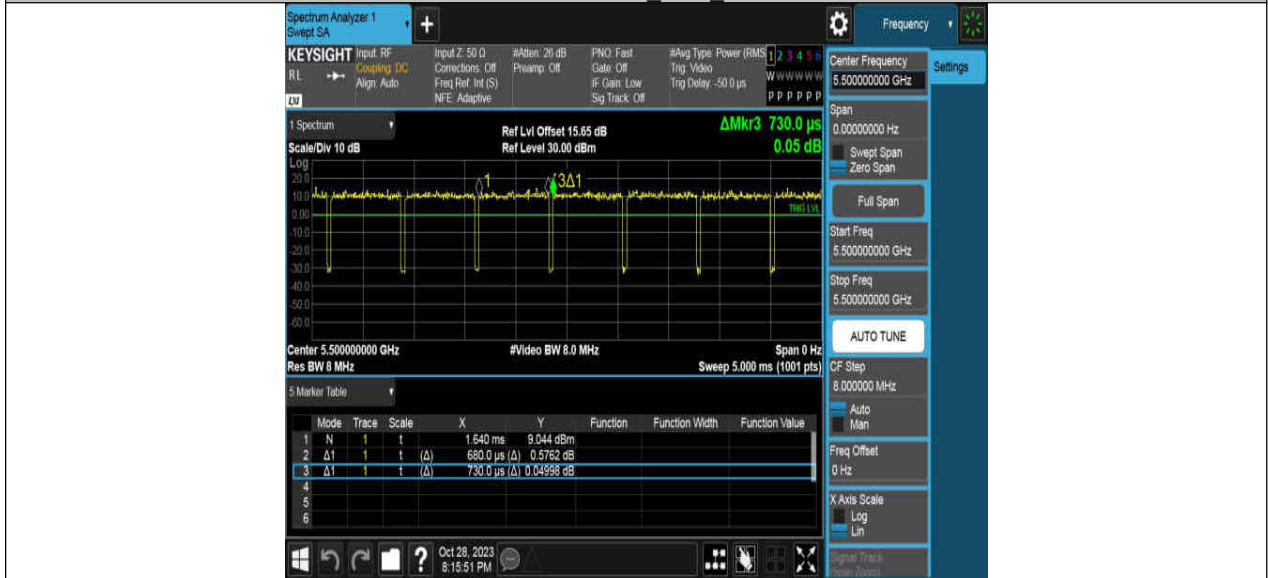 Spectrum Analyzer 1
Swept SA
+
Frequency
KEYSIGHT
RL
Input: RF
Coupling: DC
Align: Auto
Input Z: 50 Ω
Corrections: Off
Freq Ref: Int (S)
NFE: Adaptive
#Atten: 26 dB
Preamp: Off
PNO: Fast
Gate: Off
IF Gain: Low
Sig Track: Off
#Avg Type: Power (RMS
Trig: Video
Trig Delay: -50.0 µs
1 2 3 4 5 6
W W W W W W
P P P P P P
1 Spectrum
Scale/Div 10 dB
Ref Lvl Offset 15.65 dB
Ref Level 30.00 dBm
ΔMkr3 730.0 µs
0.05 dB
Log
20.0
10.0
0.00
-10.0
-20.0
-30.0
-40.0
-50.0
-60.0
1
3Δ1
TRIG LVL
Center 5.500000000 GHz
Res BW 8 MHz
#Video BW 8.0 MHz
Span 0 Hz
Sweep 5.000 ms (1001 pts)
5 Marker Table
Mode Trace Scale X Y Function Function Width Function Value
1 N 1 t 1.640 ms 9.044 dBm
2 Δ1 1 t (Δ) 680.0 µs (Δ) 0.5762 dB
3 Δ1 1 t (Δ) 730.0 µs (Δ) 0.04998 dB
4
5
6
?
Oct 28, 2023
8:15:51 PM
Center Frequency
5.500000000 GHz
Settings
Span
0.00000000 Hz
Swept Span
Zero Span
Full Span
Start Freq
5.500000000 GHz
Stop Freq
5.500000000 GHz
AUTO TUNE
CF Step
8.000000 MHz
Auto
Man
Freq Offset
0 Hz
X Axis Scale
Log
Lin
Signal Track
(Span Zoom)